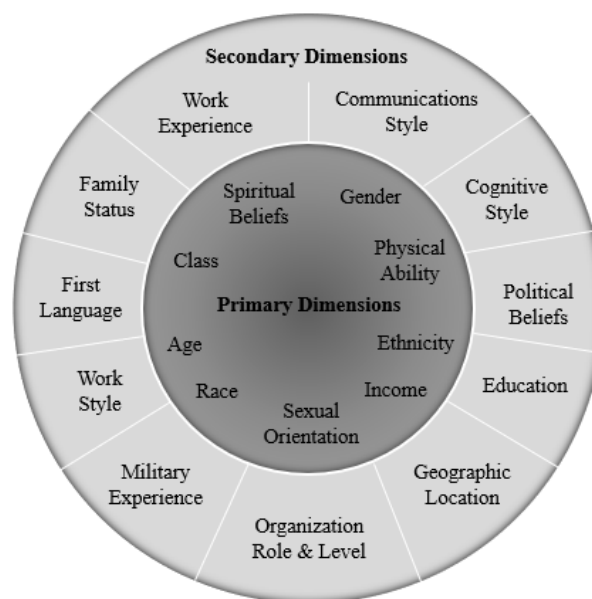 Secondary Dimensions
Work
Experience
Communications
Style
Cognitive
Style
Political
Beliefs
Education
Geographic
Location
Organization
Role & Level
Military
Experience
Work
Style
First
Language
Family
Status
Primary Dimensions
Spiritual
Beliefs
Gender
Physical
Ability
Ethnicity
Income
Sexual
Orientation
Race
Age
Class